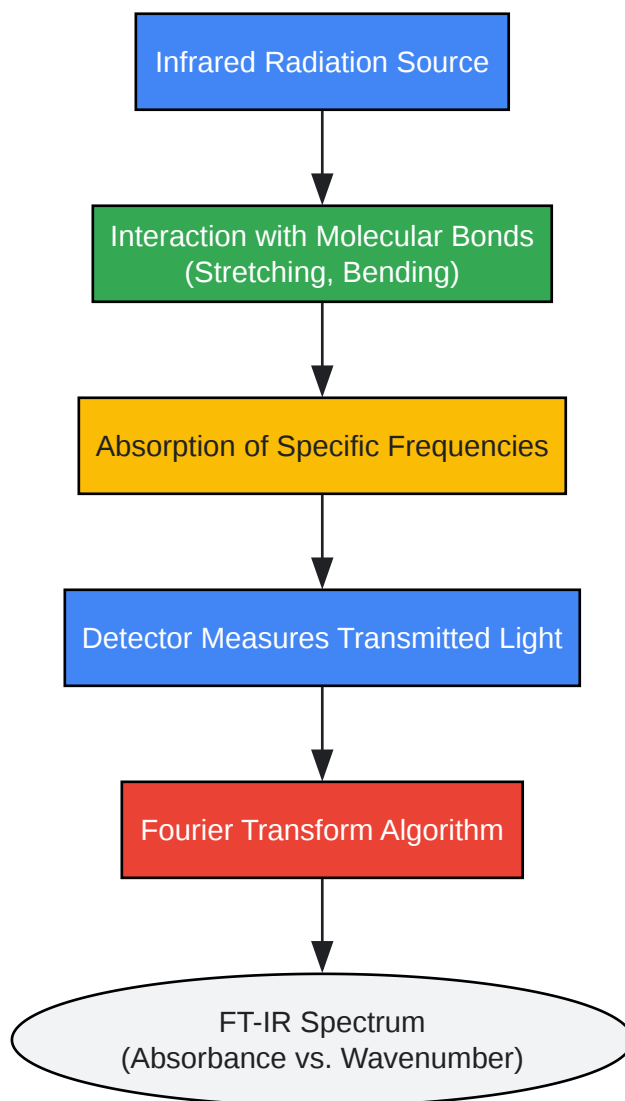 Infrared Radiation Source
Interaction with Molecular Bonds
(Stretching, Bending)
Absorption of Specific Frequencies
Detector Measures Transmitted Light
Fourier Transform Algorithm
FT-IR Spectrum
(Absorbance vs. Wavenumber)